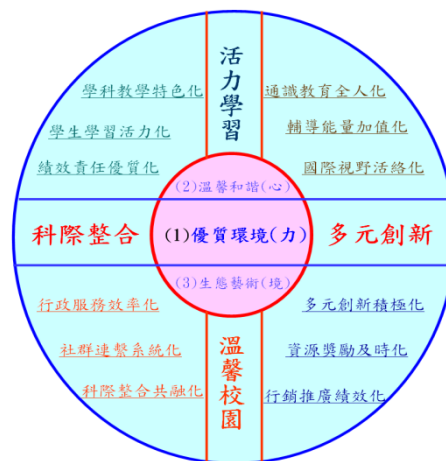 活力學習
學科教學特色化
學生學習活力化
績效責任優質化
通識教育全人化
輔導能量加值化
國際視野活絡化
(2)溫馨和諧(心)
科際整合
(1)優質環境(力)
多元創新
(3)生態藝術(境)
行政服務效率化
社群連繫系統化
科際整合共融化
溫馨校園
多元創新積極化
資源獎勵及時化
行銷推廣績效化